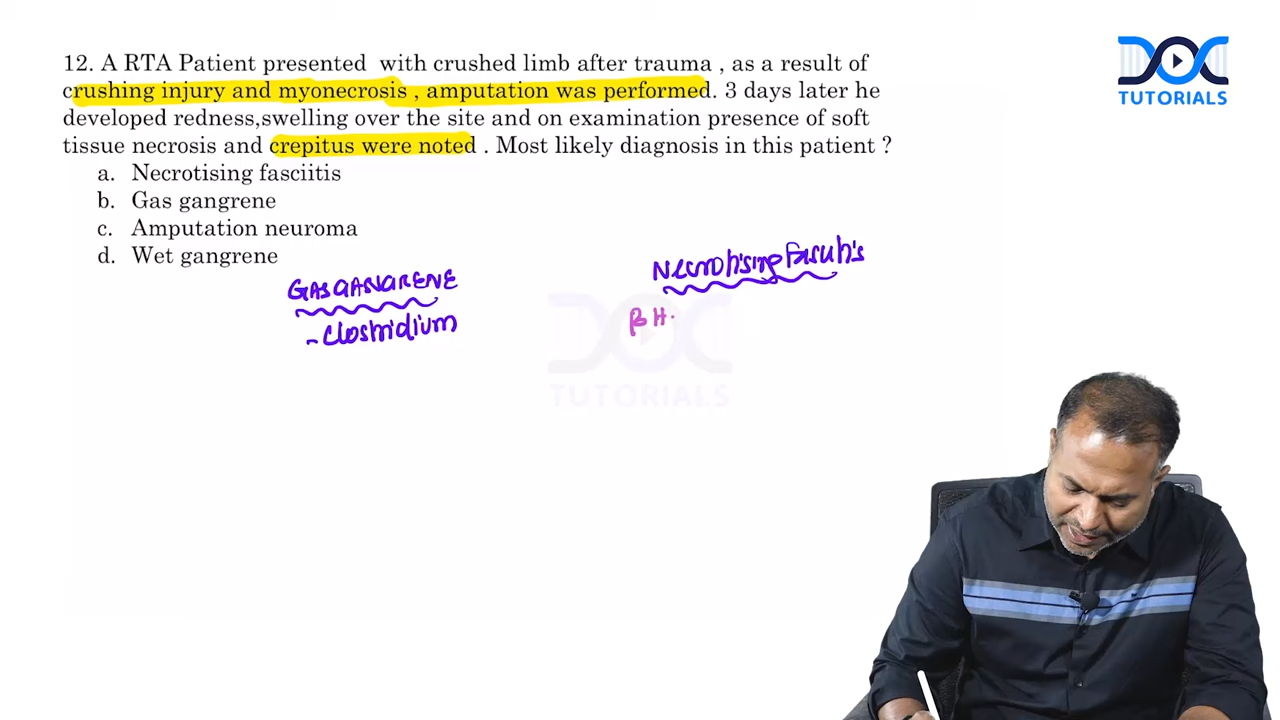 12. A RTA Patient presented with crushed limb after trauma , as a result of
crushing injury and myonecrosis , amputation was performed. 3 days later he
developed redness,swelling over the site and on examination presence of soft
tissue necrosis and crepitus were noted . Most likely diagnosis in this patient ?
a. Necrotising fasciitis
b. Gas gangrene
c. Amputation neuroma
d. Wet gangrene
GAS GANGRENE
- Clostridium
Necrotising Fasciitis
β H.
DOC
TUTORIALS
DOC
TUTORIALS